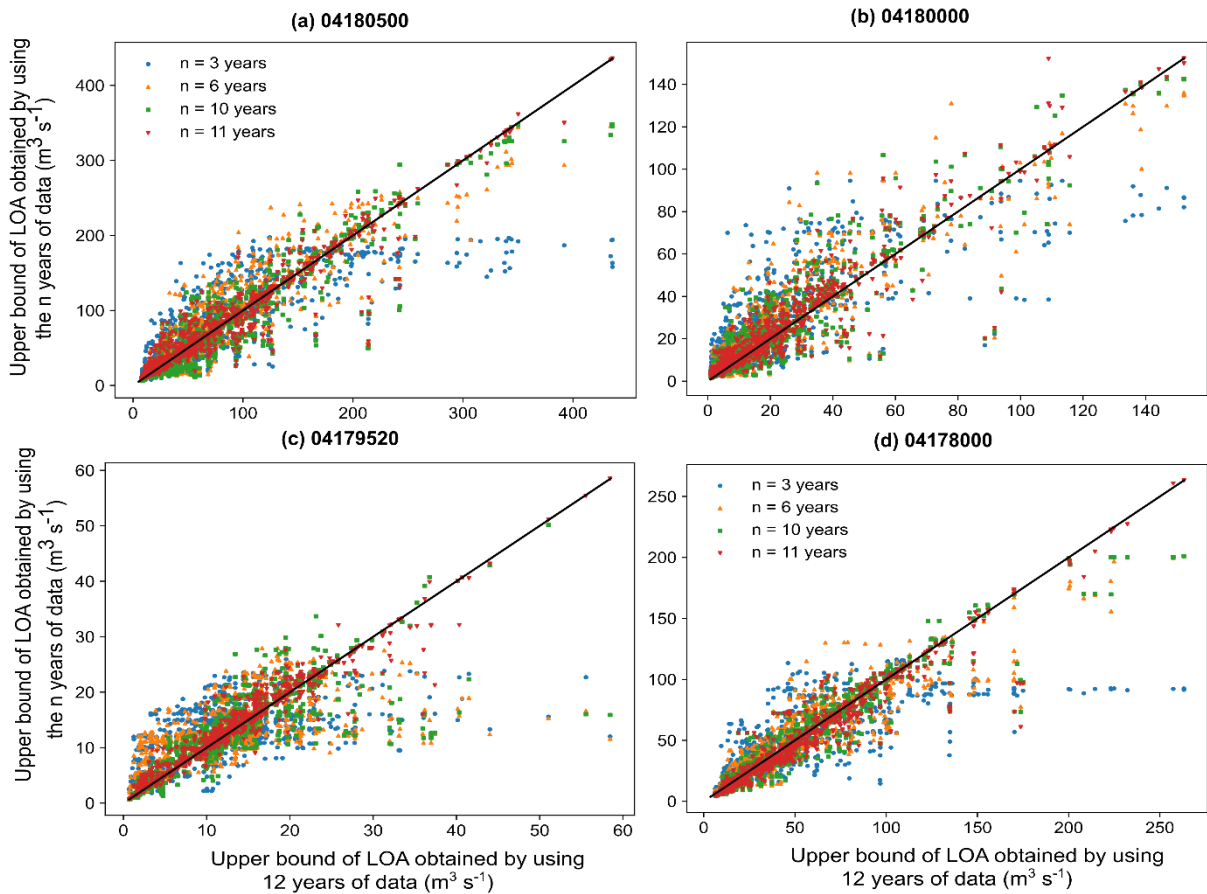 (a) 04180500
(b) 04180000
Upper bound of LOA obtained by using
the n years of data (m³ s⁻¹)
400
300
200
100
0
n = 3 years
n = 6 years
n = 10 years
n = 11 years
0 100 200 300 400
140
120
100
80
60
40
20
0
0 20 40 60 80 100 120 140
(c) 04179520
(d) 04178000
Upper bound of LOA obtained by using
the n years of data (m³ s⁻¹)
60
50
40
30
20
10
0
0 10 20 30 40 50 60
Upper bound of LOA obtained by using
12 years of data (m³ s⁻¹)
250
200
150
100
50
0
n = 3 years
n = 6 years
n = 10 years
n = 11 years
0 50 100 150 200 250
Upper bound of LOA obtained by using
12 years of data (m³ s⁻¹)